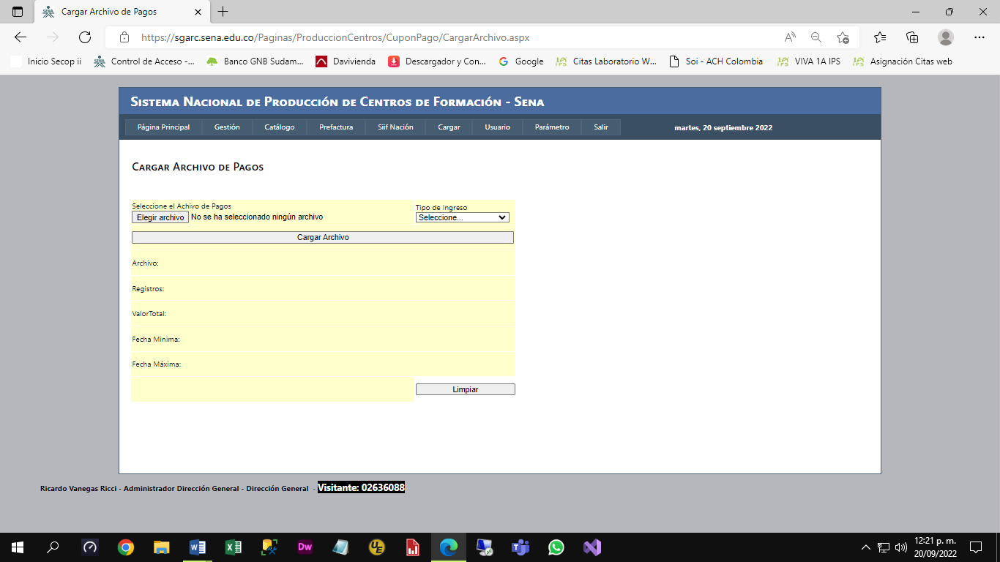 Cargar Archivo de Pagos
https://sgarc.sena.edu.co/Paginas/ProduccionCentros/CuponPago/CargarArchivo.aspx
Inicio Secop ii
SENA
Control de Acceso -...
Banco GNB Sudam...
Davivienda
Descargador y Con...
Google
Citas Laboratorio W...
Soi - ACH Colombia
VIVA 1A IPS
Asignación Citas web
Sistema Nacional de Producción de Centros de Formación - Sena
Página Principal Gestión Catálogo Prefactura Siif Nación Cargar Usuario Parámetro Salir martes, 20 septiembre 2022
Cargar Archivo de Pagos
Seleccione el Achivo de Pagos
Tipo de Ingreso
Elegir archivo No se ha seleccionado ningún archivo
Seleccione...
Cargar Archivo
Archivo:
Registros:
ValorTotal:
Fecha Minima:
Fecha Máxima:
Limpiar
Ricardo Vanegas Ricci - Administrador Dirección General - Dirección General - Visitante: 02636088
Dw
UE
12:21 p. m.
20/09/2022